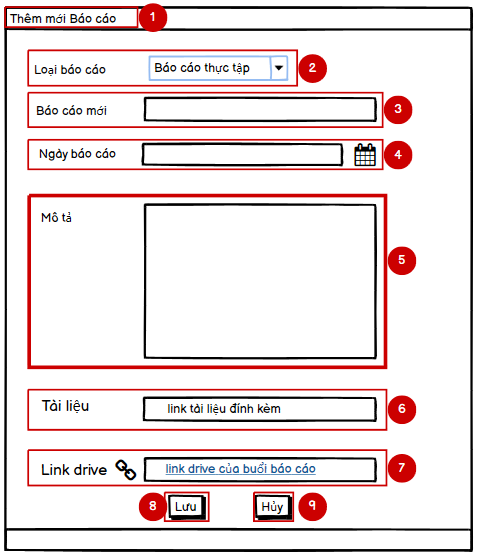 Thêm mới Báo cáo 1
Loại báo cáo Báo cáo thực tập 2
Báo cáo mới 3
Ngày báo cáo 4
Mô tả 5
Tài liệu link tài liệu đính kèm 6
Link drive link drive của buổi báo cáo 7
8 Lưu Hủy 9